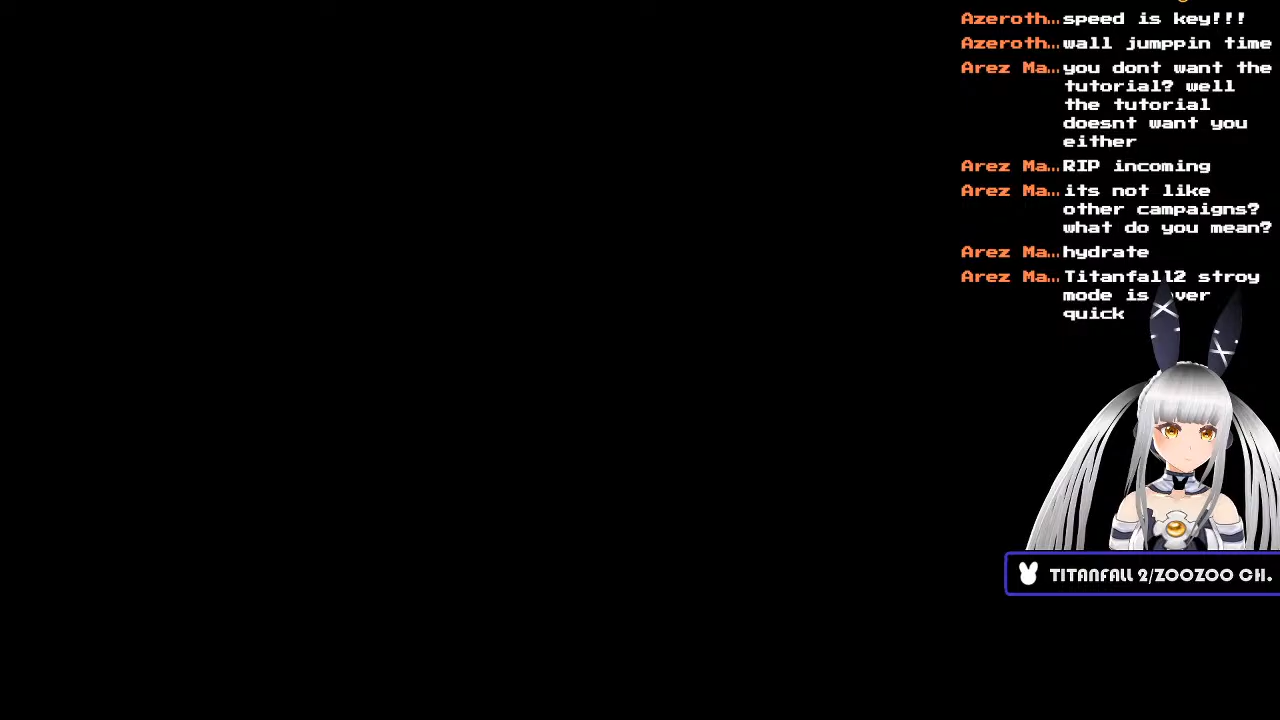 Azeroth…speed is key!!!
Azeroth…wall jumppin time
Arez Ma…you dont want the
tutorial? well
the tutorial
doesnt want you
either
Arez Ma…RIP incoming
Arez Ma…its not like
other campaigns?
what do you mean?
Arez Ma…hydrate
Arez Ma…Titanfall2 stroy
mode is over
quick
TITANFALL 2/ZOOZOO CH.